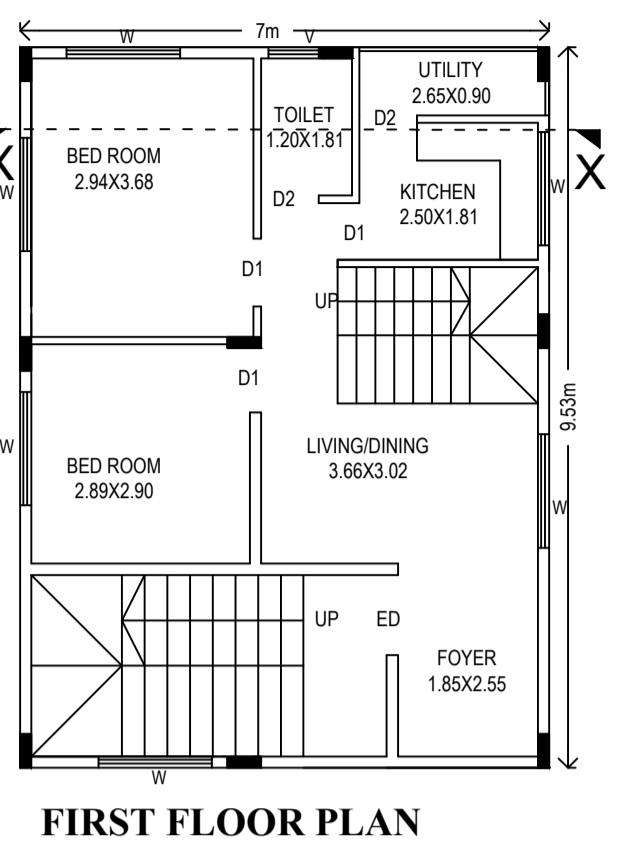 7m
W
V
UTILITY
2.65X0.90
TOILET
1.20X1.81
D2
BED ROOM
2.94X3.68
X
X
W
W
D2
KITCHEN
2.50X1.81
D1
D1
UP
D1
9.53m
W
LIVING/DINING
3.66X3.02
BED ROOM
2.89X2.90
W
UP
ED
FOYER
1.85X2.55
W
FIRST FLOOR PLAN